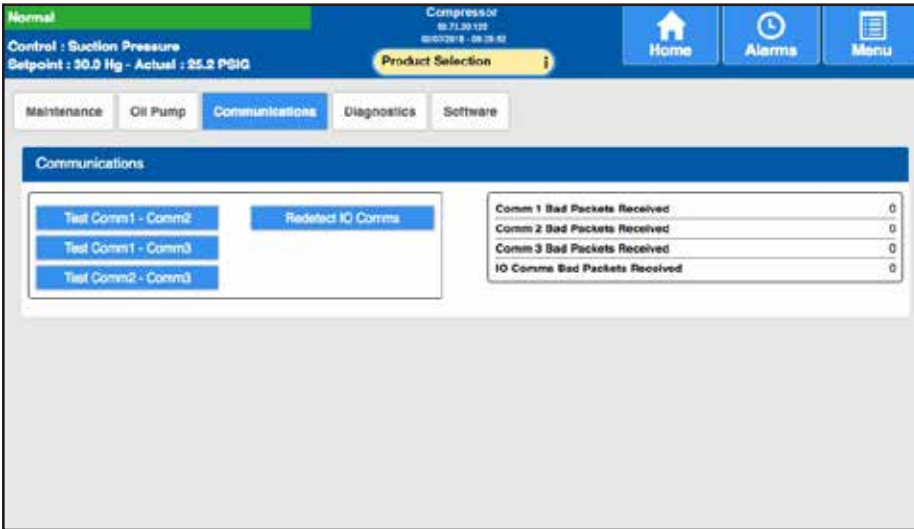 Normal
Compressor
Control : Suction Pressure
Setpoint : 30.0 Hg - Actual : 25.2 PSIG
Product Selection
i
Home
Alarms
Menu
Maintenance
Oil Pump
Communications
Diagnostics
Software
Communications
Test Comm1 - Comm2
Redetect IO Comms
Test Comm1 - Comm3
Test Comm2 - Comm3
Comm 1 Bad Packets Received 0
Comm 2 Bad Packets Received 0
Comm 3 Bad Packets Received 0
IO Comms Bad Packets Received 0